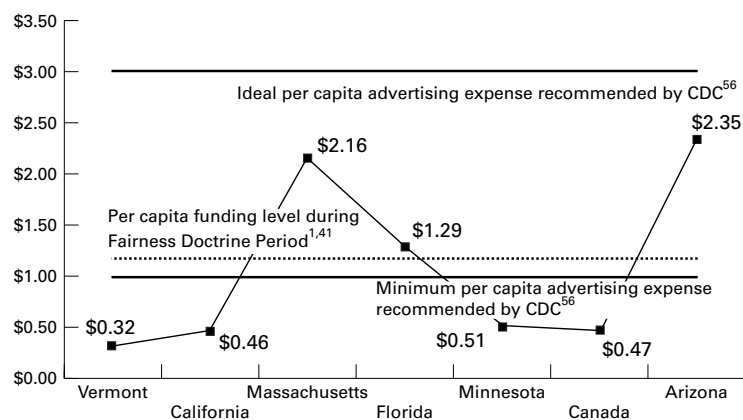 $3.50
$3.00
Ideal per capita advertising expense recommended by CDC56
$2.50
$2.35
$2.16
$2.00
Per capita funding level during
$1.50
Fairness Doctrine Period1,41
$1.29
$1.00
Minimum per capita advertising expense
recommended by CDC56
$0.50
$0.32
$0.46
$0.51
$0.47
$0.00
Vermont
California
Massachusetts
Florida
Minnesota
Canada
Arizona